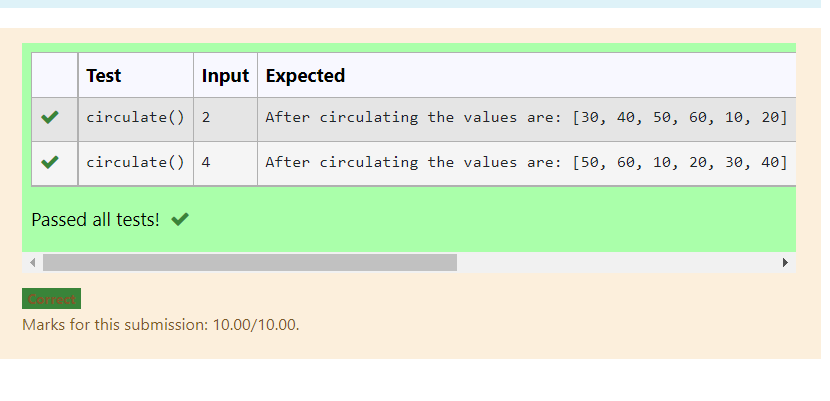 Test Input Expected
circulate() 2 After circulating the values are: [30, 40, 50, 60, 10, 20]
circulate() 4 After circulating the values are: [50, 60, 10, 20, 30, 40]
Passed all tests!
Correct
Marks for this submission: 10.00/10.00.